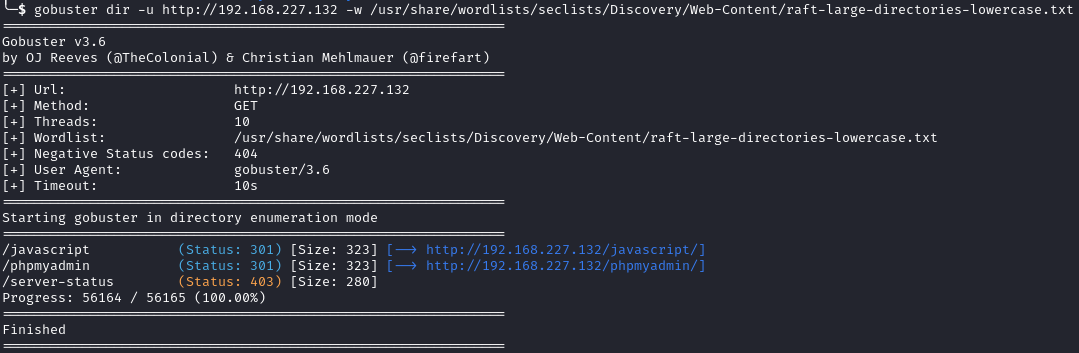 └─$ gobuster dir -u http://192.168.227.132 -w /usr/share/wordlists/seclists/Discovery/Web-Content/raft-large-directories-lowercase.txt
===============================================================
Gobuster v3.6
by OJ Reeves (@TheColonial) & Christian Mehlmauer (@firefart)
===============================================================
[+] Url:                     http://192.168.227.132
[+] Method:                  GET
[+] Threads:                 10
[+] Wordlist:                /usr/share/wordlists/seclists/Discovery/Web-Content/raft-large-directories-lowercase.txt
[+] Negative Status codes:   404
[+] User Agent:              gobuster/3.6
[+] Timeout:                 10s
===============================================================
Starting gobuster in directory enumeration mode
===============================================================
/javascript           (Status: 301) [Size: 323] [--> http://192.168.227.132/javascript/]
/phpmyadmin           (Status: 301) [Size: 323] [--> http://192.168.227.132/phpmyadmin/]
/server-status        (Status: 403) [Size: 280]
Progress: 56164 / 56165 (100.00%)
===============================================================
Finished
===============================================================